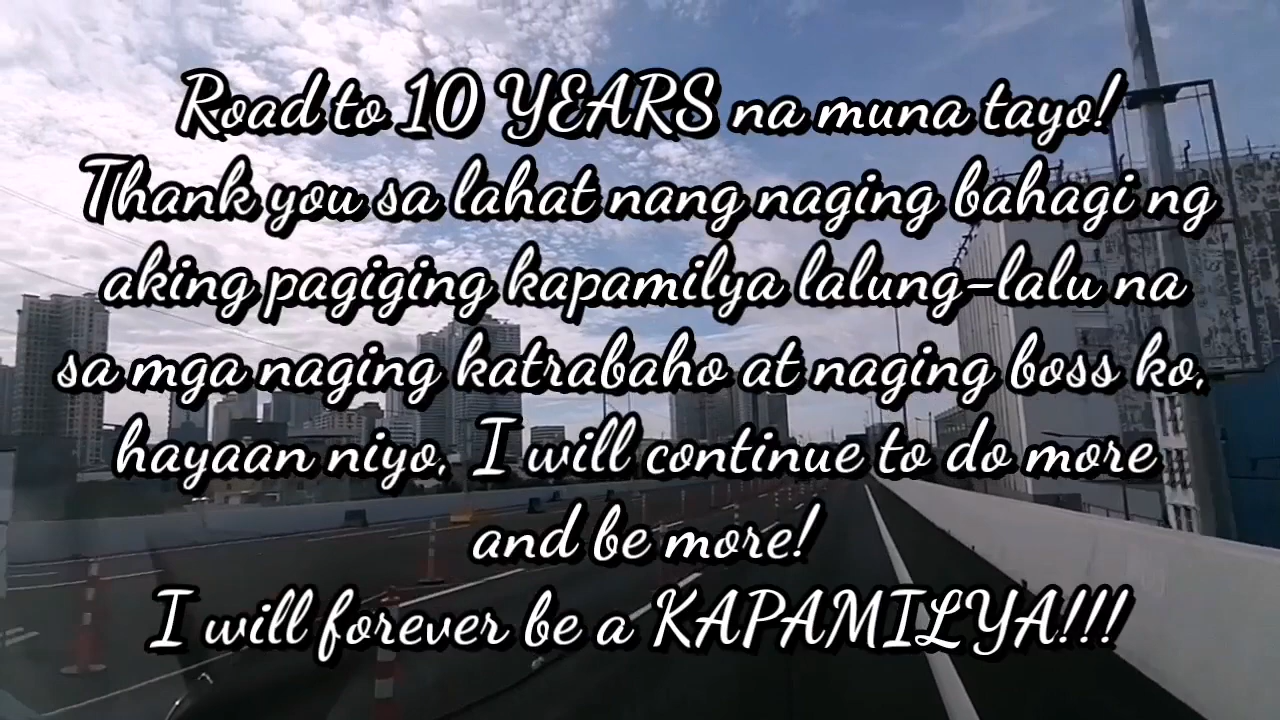 Road to 10 YEARS na muna tayo!
Thank you sa lahat nang naging bahagi ng
aking pagiging kapamilya lalung-lalu na
sa mga naging katrabaho at naging boss ko,
hayaan niyo, I will continue to do more
and be more!
I will forever be a KAPAMILYA!!!